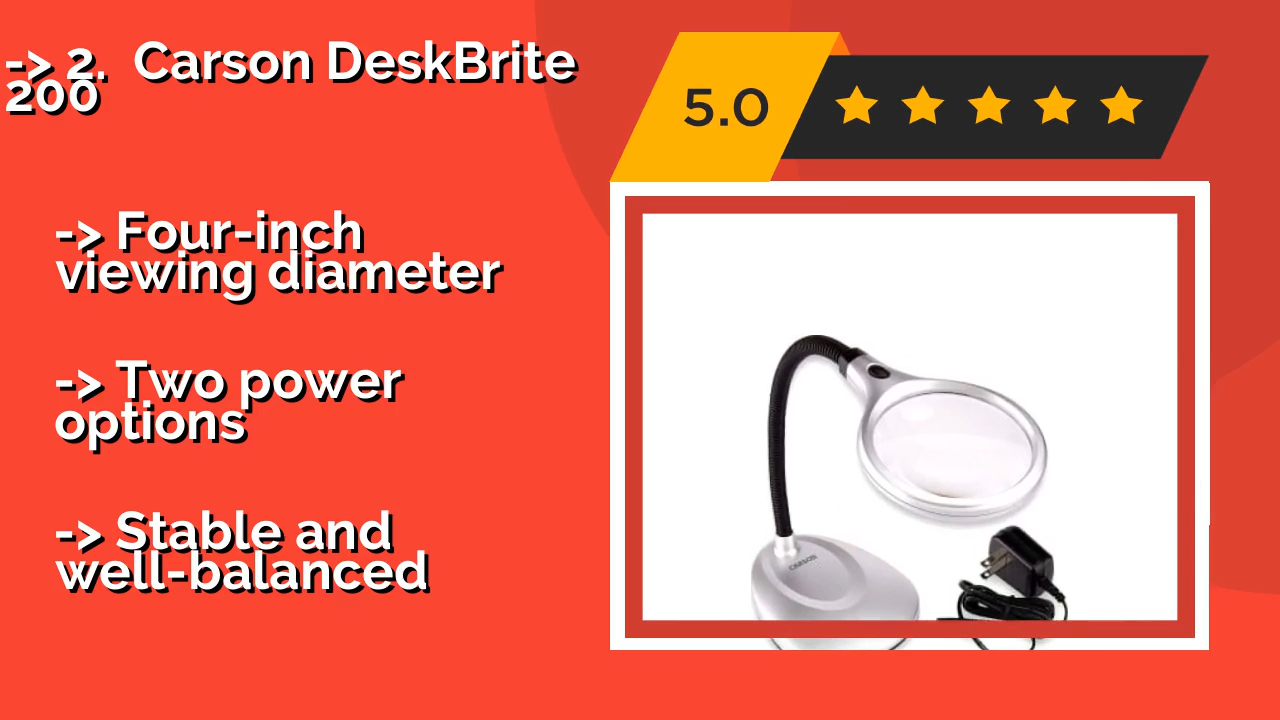 -> 2.  Carson DeskBrite
200
5.0
-> Four-inch
viewing diameter
-> Two power
options
-> Stable and
well-balanced
CARSON